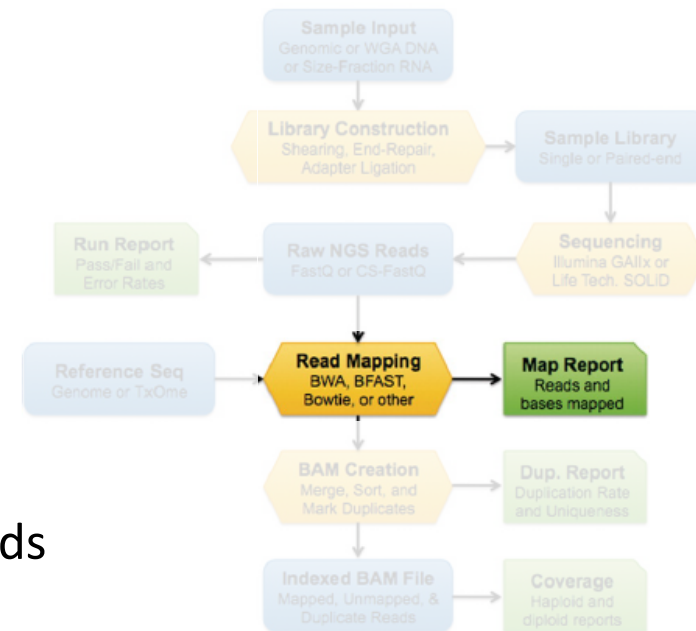 Sample Input
Genomic or WGA DNA
or Size-Fraction RNA
Library Construction
Shearing, End-Repair,
Adapter Ligation
Sample Library
Single or Paired-end
Run Report
Pass/Fail and
Error Rates
Raw NGS Reads
FastQ or CS-FastQ
Sequencing
Illumina GAIIx or
Life Tech. SOLiD
Reference Seq
Genome or TxOme
Read Mapping
BWA, BFAST,
Bowtie, or other
Map Report
Reads and
bases mapped
BAM Creation
Merge, Sort, and
Mark Duplicates
Dup. Report
Duplication Rate
and Uniqueness
ds
Indexed BAM File
Mapped, Unmapped, &
Duplicate Reads
Coverage
Haploid and
diploid reports